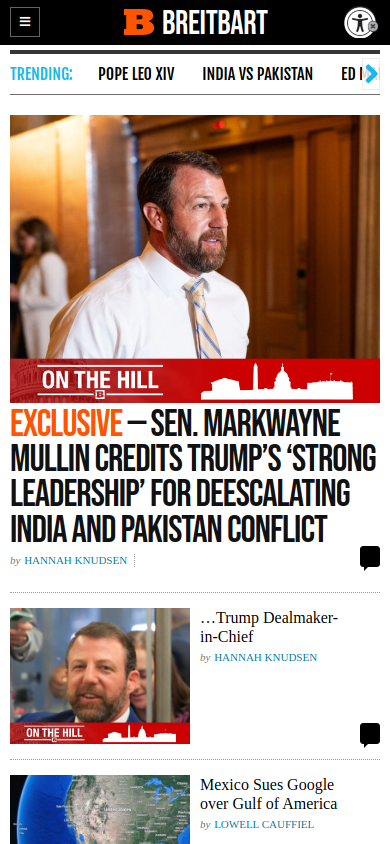 BREITBART
TRENDING:
POPE LEO XIV
INDIA VS PAKISTAN
ED
ON THE HILL
EXCLUSIVE – SEN. MARKWAYNE
MULLIN CREDITS TRUMP'S 'STRONG
LEADERSHIP' FOR DEESCALATING
INDIA AND PAKISTAN CONFLICT
by HANNAH KNUDSEN
…Trump Dealmaker-
in-Chief
by HANNAH KNUDSEN
ON THE HILL
Mexico Sues Google
over Gulf of America
by LOWELL CAUFFIEL